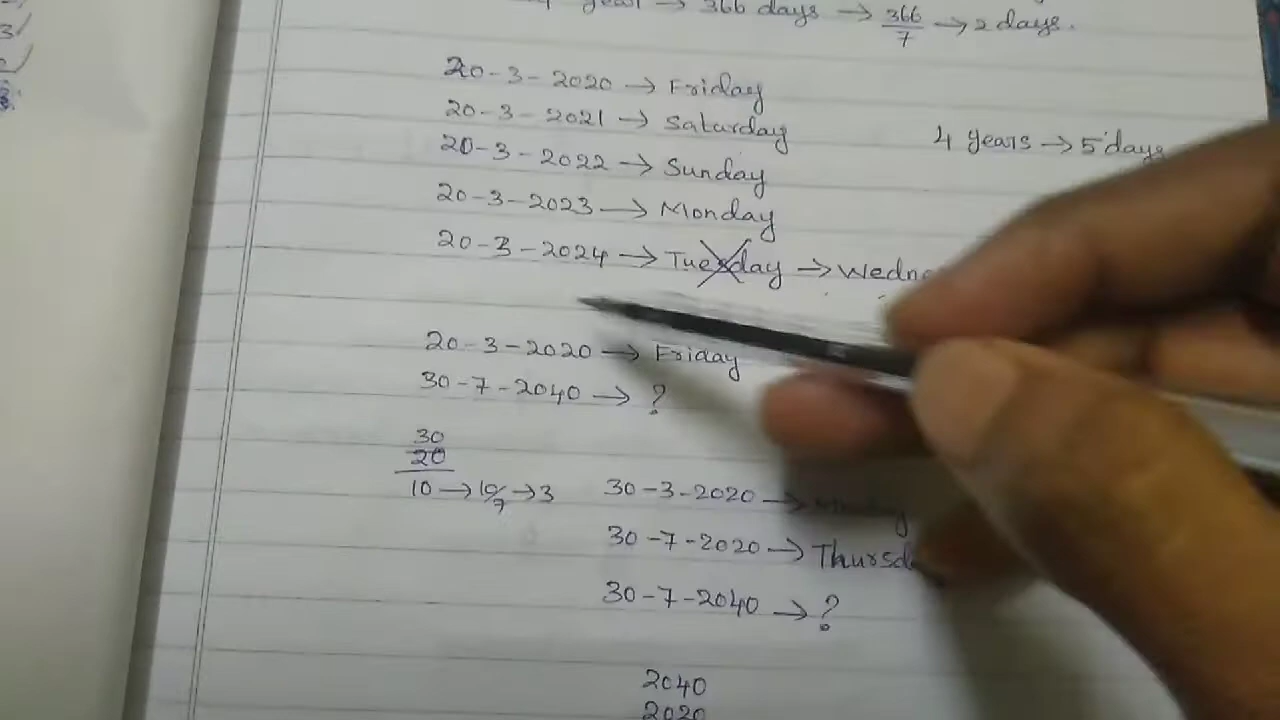 year → 366 days → 366/7 → 2 days.
20-3-2020 → Friday
20-3-2021 → Saturday
4 years → 5 days
20-3-2022 → Sunday
20-3-2023 → Monday
20-3-2024 → Tuesday → Wedne
20-3-2020 → Friday
30-7-2040 → ?
30
20
10 → 10/7 → 3
30-3-2020 →
30-7-2020 → Thursd
30-7-2040 → ?
2040
2020